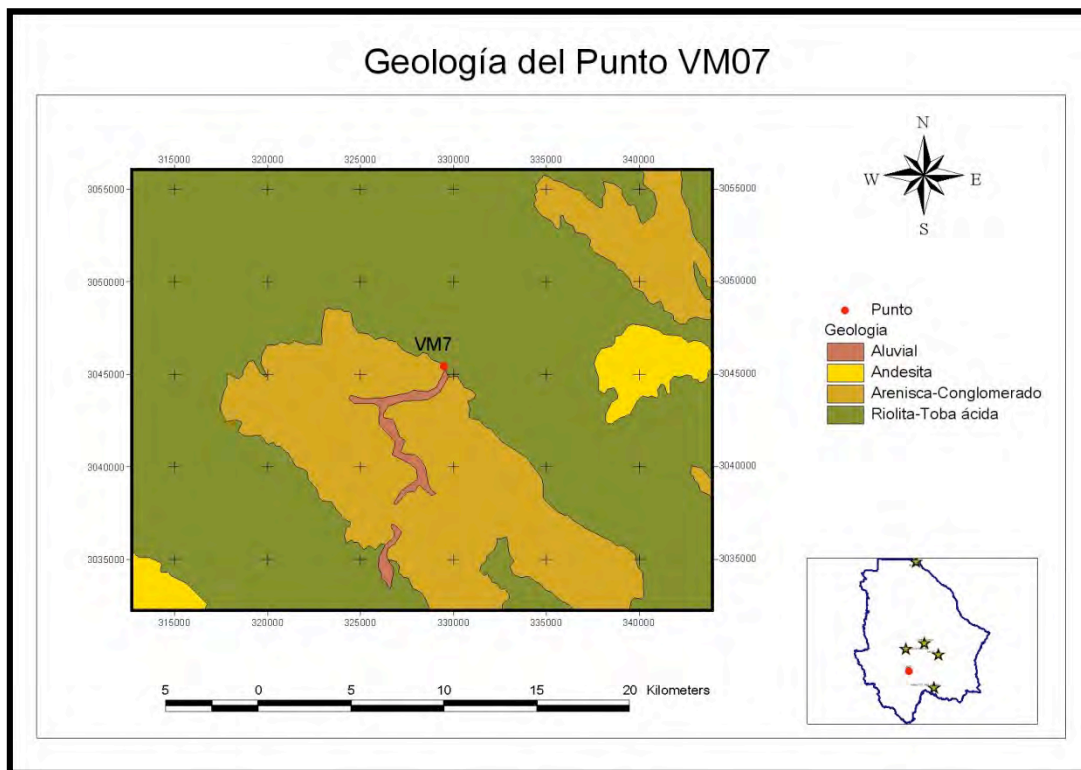 Geología del Punto VM07
315000 320000 325000 330000 335000 340000
3055000 3055000
3050000 3050000
3045000 3045000
3040000 3040000
3035000 3035000
315000 320000 325000 330000 335000 340000
VM7
N
W E
S
Punto
Geologia
Aluvial
Andesita
Arenisca-Conglomerado
Riolita-Toba ácida
5 0 5 10 15 20 Kilometers